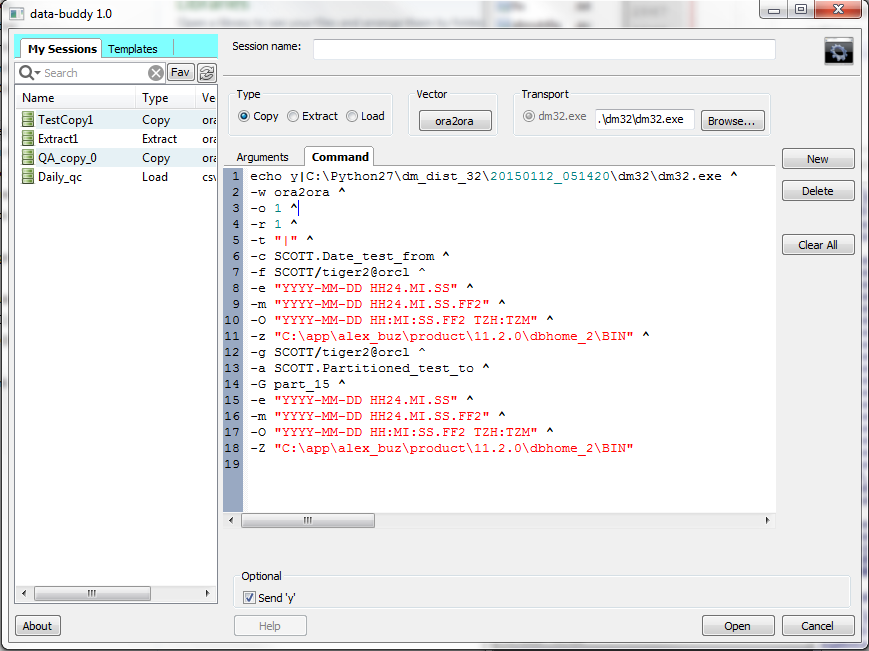 data-buddy 1.0
My Sessions Templates
Search Fav
Name Type Ve
TestCopy1 Copy ora
Extract1 Extract ora
QA_copy_0 Copy ora
Daily_qc Load csv
About
Session name:
Type
Copy Extract Load
Vector
ora2ora
Transport
dm32.exe .\dm32\dm32.exe Browse...
Arguments Command
1 echo y|C:\Python27\dm_dist_32\20150112_051420\dm32\dm32.exe ^
2 -w ora2ora ^
3 -o 1 ^
4 -r 1 ^
5 -t "|" ^
6 -c SCOTT.Date_test_from ^
7 -f SCOTT/tiger2@orcl ^
8 -e "YYYY-MM-DD HH24.MI.SS" ^
9 -m "YYYY-MM-DD HH24.MI.SS.FF2" ^
10 -O "YYYY-MM-DD HH:MI:SS.FF2 TZH:TZM" ^
11 -z "C:\app\alex_buz\product\11.2.0\dbhome_2\BIN" ^
12 -g SCOTT/tiger2@orcl ^
13 -a SCOTT.Partitioned_test_to ^
14 -G part_15 ^
15 -e "YYYY-MM-DD HH24.MI.SS" ^
16 -m "YYYY-MM-DD HH24.MI.SS.FF2" ^
17 -O "YYYY-MM-DD HH:MI:SS.FF2 TZH:TZM" ^
18 -Z "C:\app\alex_buz\product\11.2.0\dbhome_2\BIN"
19
New
Delete
Clear All
Optional
Send 'y'
Help Open Cancel